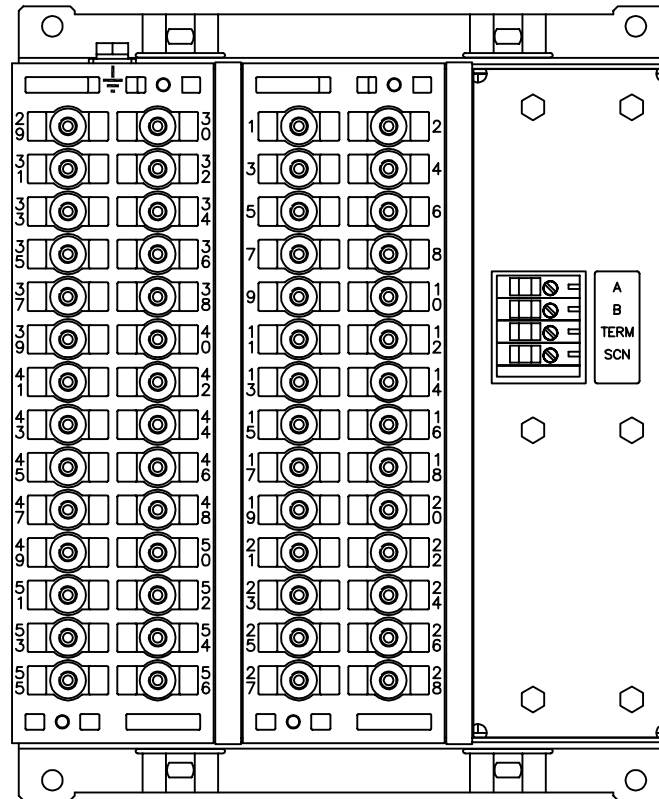 29 30 1 2
31 32 3 4
33 34 5 6
35 36 7 8
37 38 9 10
39 40 11 12
41 42 13 14
43 44 15 16
45 46 17 18
47 48 19 20
49 50 21 22
51 52 23 24
53 54 25 26
55 56 27 28
A
B
TERM
SCN